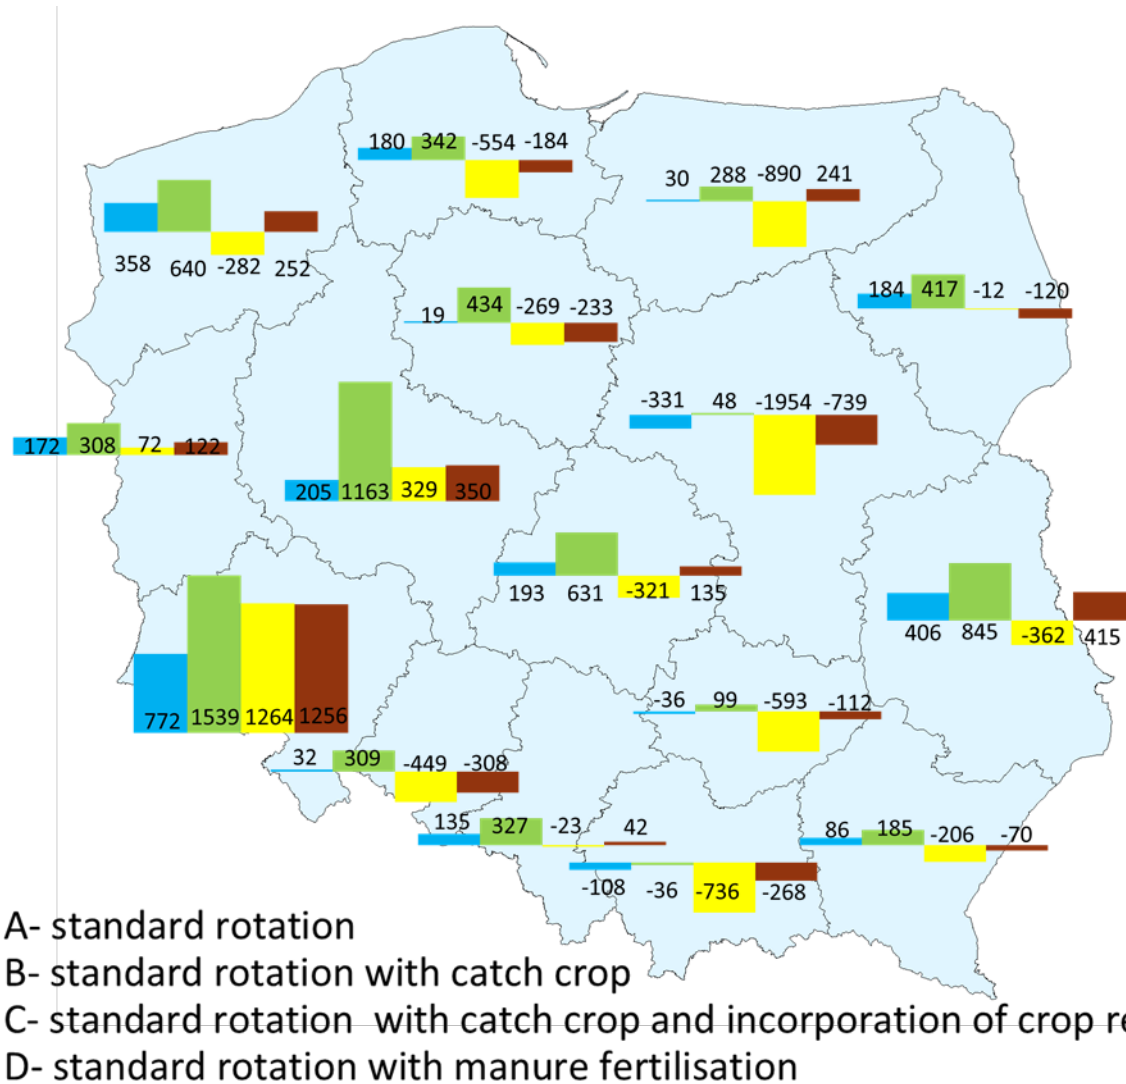 180 342 -554 -184
30 288 -890 241
358 640 -282 252
184 417 -12 -120
19 434 -269 -233
-331 48 -1954 -739
172 308 72 122
205 1163 329 350
193 631 -321 135
406 845 -362 415
772 1539 1264 1256
-36 99 -593 -112
32 309 -449 -308
135 327 -23 42
86 185 -206 -70
-108 -36 -736 -268
A- standard rotation
B- standard rotation with catch crop
C- standard rotation with catch crop and incorporation of crop re
D- standard rotation with manure fertilisation